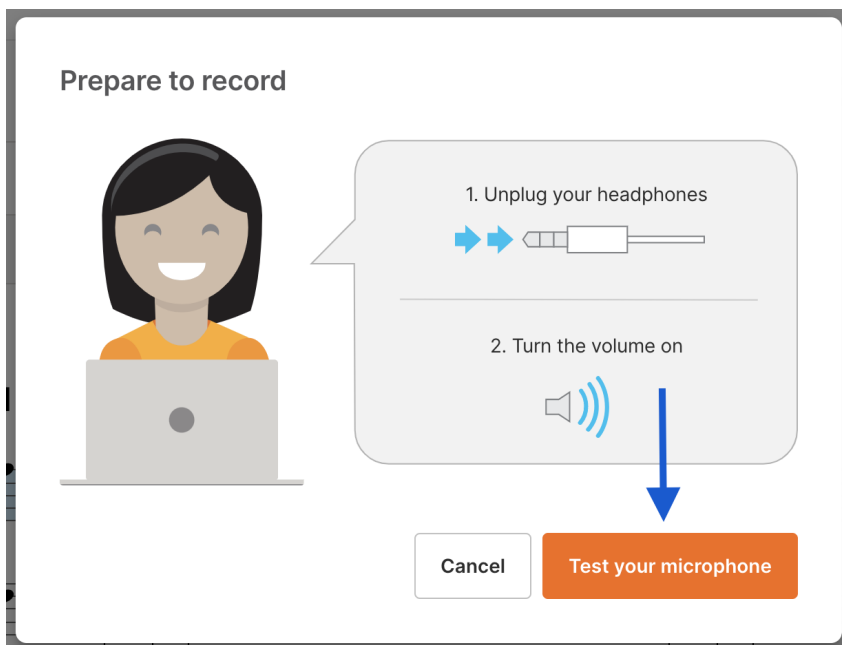 Prepare to record
1. Unplug your headphones
2. Turn the volume on
Cancel
Test your microphone